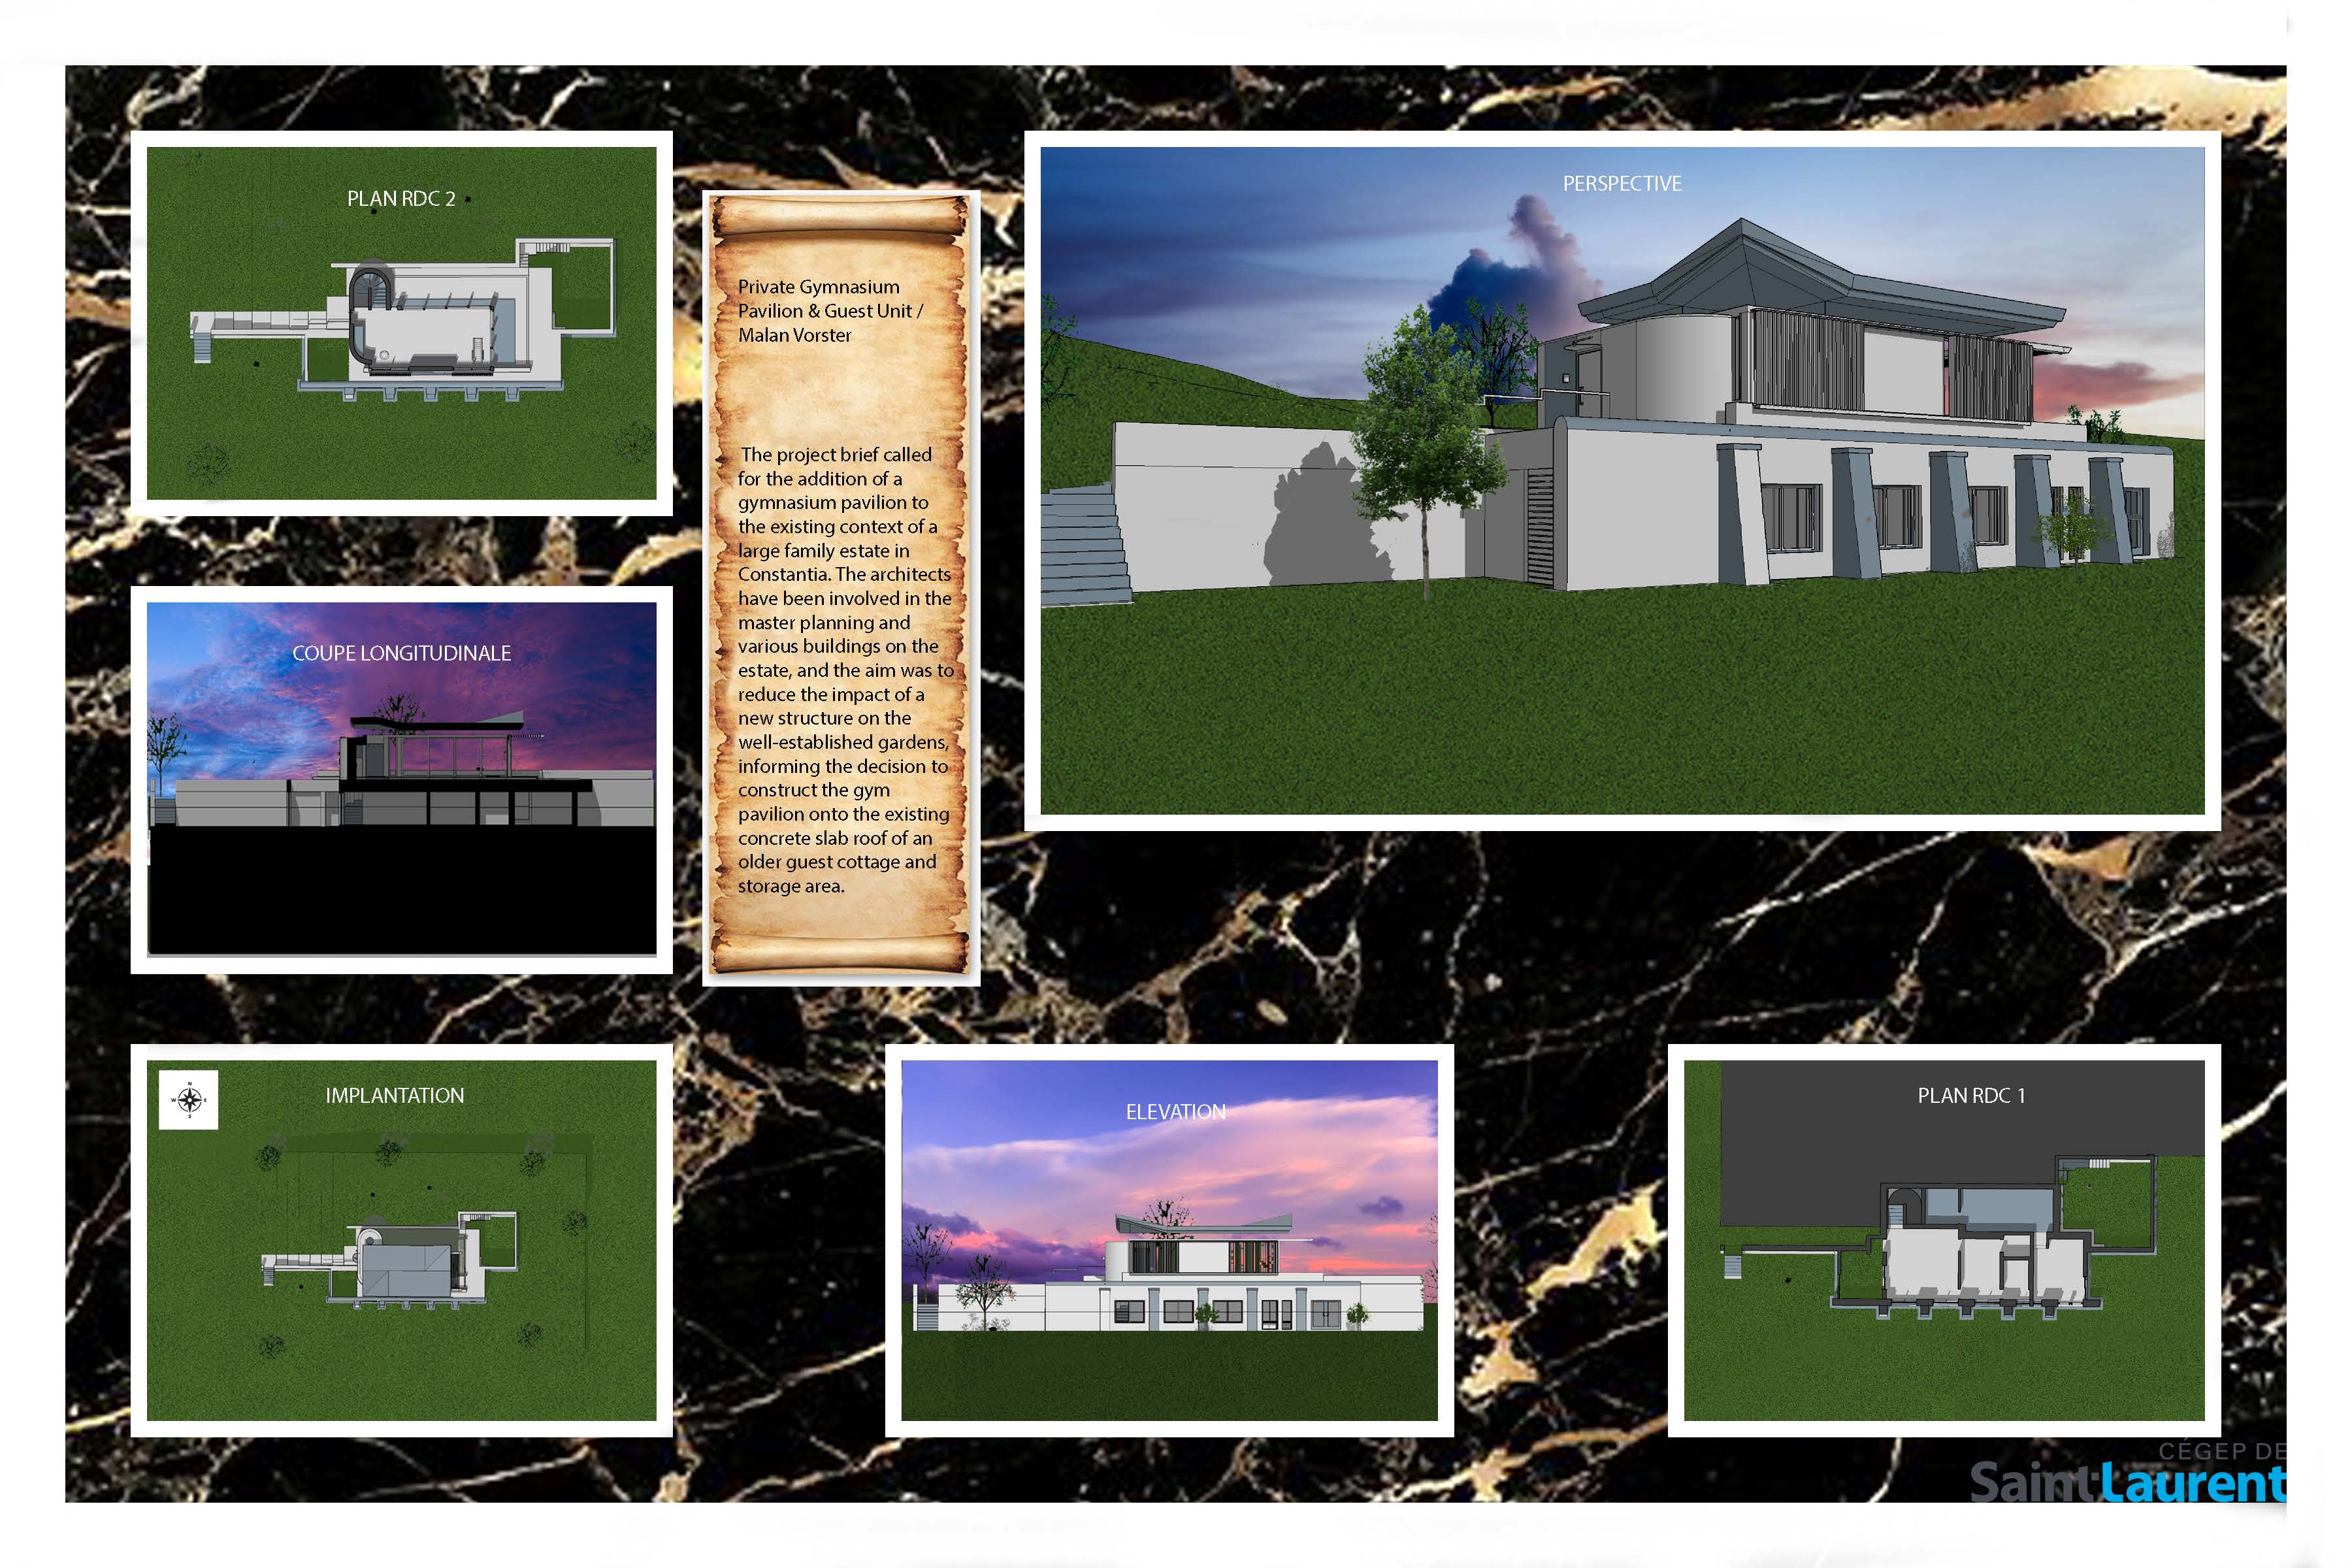 PLAN RDC 2
PERSPECTIVE
Private Gymnasium
Pavilion & Guest Unit /
Malan Vorster
The project brief called
for the addition of a
gymnasium pavilion to
the existing context of a
large family estate in
Constantia. The architects
have been involved in the
master planning and
various buildings on the
estate, and the aim was to
reduce the impact of a
new structure on the
well-established gardens,
informing the decision to
construct the gym
pavilion onto the existing
concrete slab roof of an
older guest cottage and
storage area.
COUPE LONGITUDINALE
IMPLANTATION
N
W E
S
ELEVATION
PLAN RDC 1
CÉGEP DE
Saint-Laurent